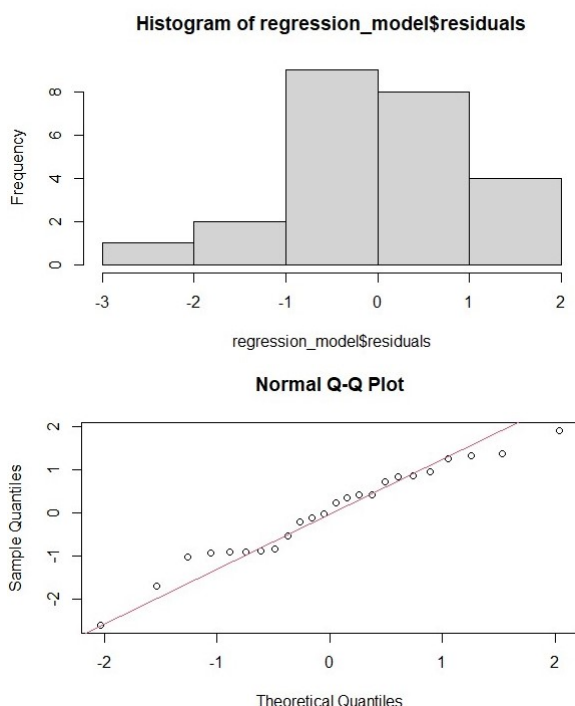 Histogram of regression_model$residuals
Frequency
8
6
4
2
0
-3 -2 -1 0 1 2
regression_model$residuals
Normal Q-Q Plot
Sample Quantiles
2
1
0
-1
-2
-2 -1 0 1 2
Theoretical Quantiles